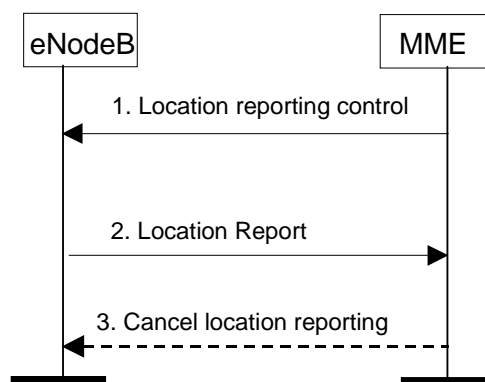 eNodeB
MME
1. Location reporting control
2. Location Report
3. Cancel location reporting